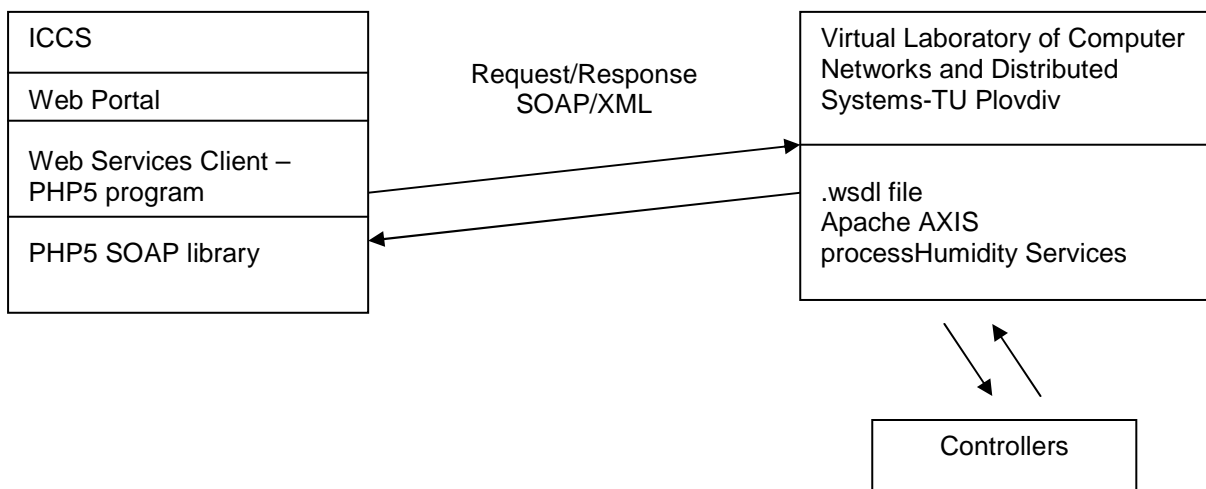 ICCS
Web Portal
Web Services Client –
PHP5 program
PHP5 SOAP library
Request/Response
SOAP/XML
Virtual Laboratory of Computer
Networks and Distributed
Systems-TU Plovdiv
.wsdl file
Apache AXIS
processHumidity Services
Controllers